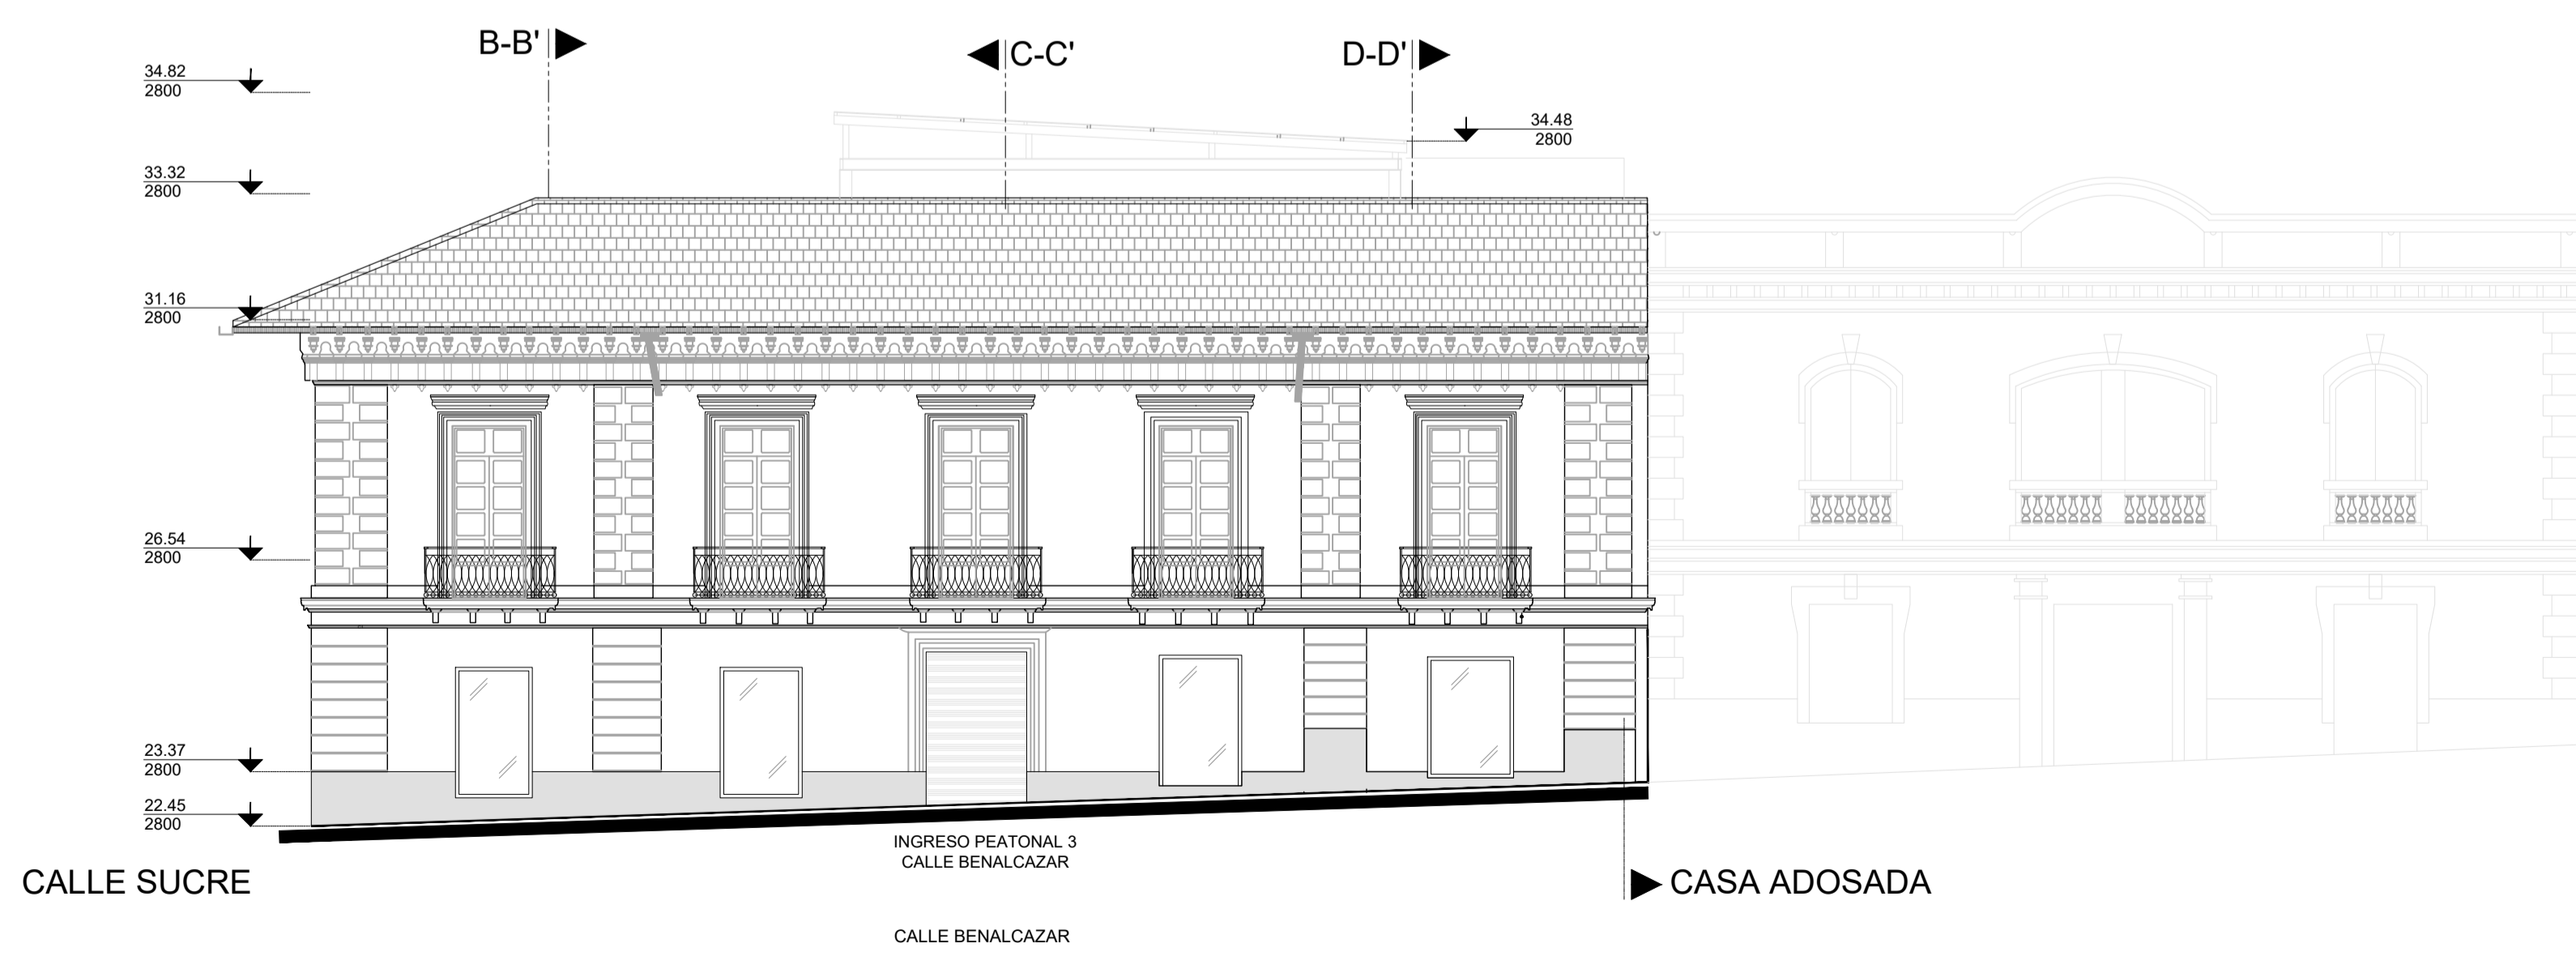 B-B'
C-C'
D-D'
34.82
2800
34.48
2800
33.32
2800
31.16
2800
26.54
2800
23.37
2800
22.45
2800
INGRESO PEATONAL 3
CALLE BENALCAZAR
CALLE SUCRE
CASA ADOSADA
CALLE BENALCAZAR